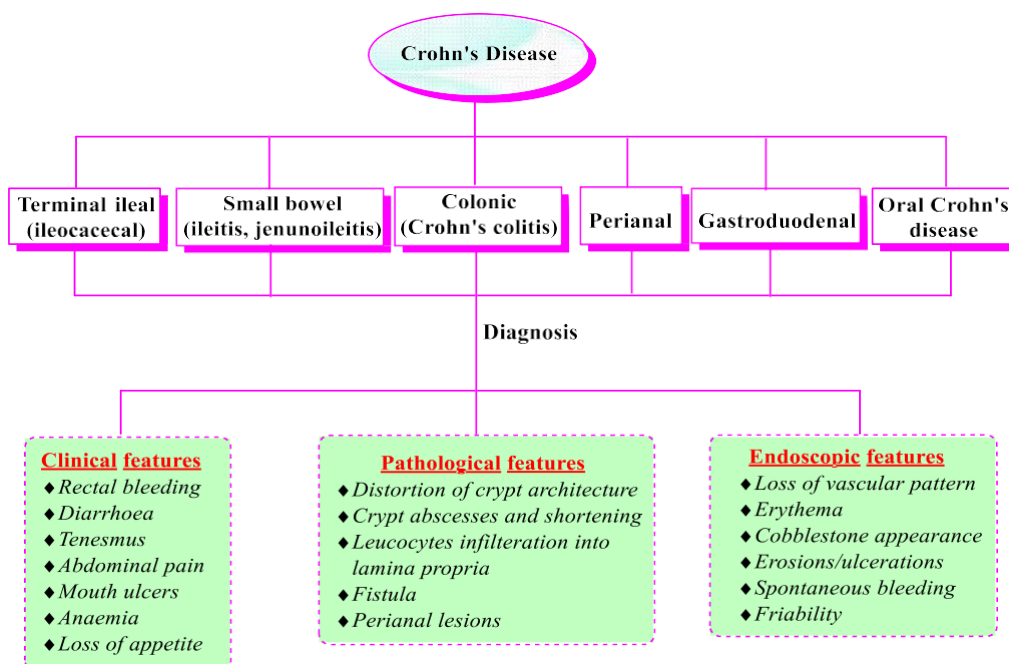 Crohn's Disease
Terminal ileal
(ileocacecal)
Small bowel
(ileitis, jenunoileitis)
Colonic
(Crohn's colitis)
Perianal
Gastroduodenal
Oral Crohn's
disease
Diagnosis
Clinical features
♦Rectal bleeding
♦Diarrhoea
♦Tenesmus
♦Abdominal pain
♦Mouth ulcers
♦Anaemia
♦Loss of appetite
Pathological features
♦Distortion of crypt architecture
♦Crypt abscesses and shortening
♦Leucocytes infilteration into
lamina propria
♦Fistula
♦Perianal lesions
Endoscopic features
♦Loss of vascular pattern
♦Erythema
♦Cobblestone appearance
♦Erosions/ulcerations
♦Spontaneous bleeding
♦Friability